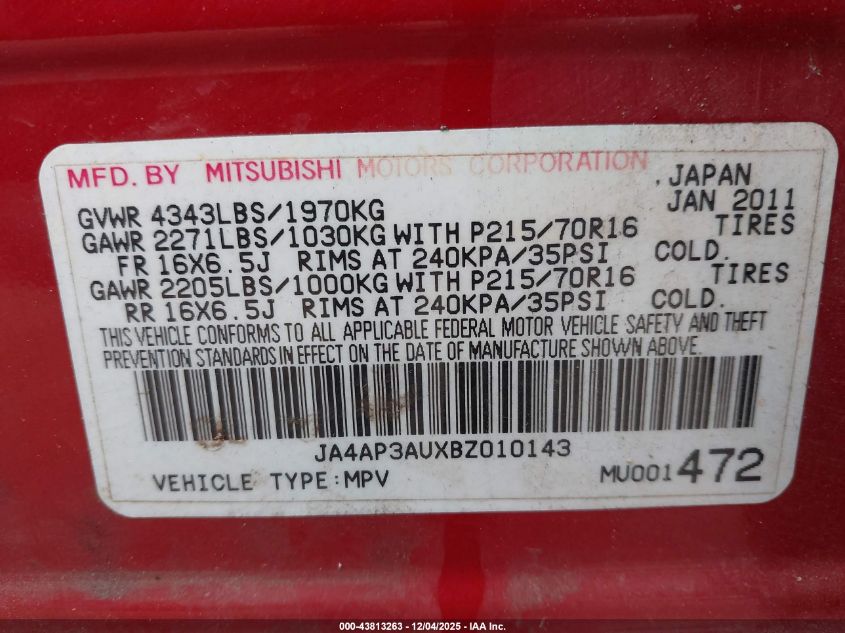 MFD. BY MITSUBISHI MOTORS CORPORATION
. JAPAN
GVWR 4343LBS/1970KG JAN 2011
GAWR 2271LBS/1030KG WITH P215/70R16 TIRES
FR 16X6.5J RIMS AT 240KPA/35PSI COLD.
GAWR 2205LBS/1000KG WITH P215/70R16 TIRES
RR 16X6.5J RIMS AT 240KPA/35PSI COLD.
THIS VEHICLE CONFORMS TO ALL APPLICABLE FEDERAL MOTOR VEHICLE SAFETY AND THEFT
PREVENTION STANDARDS IN EFFECT ON THE DATE OF MANUFACTURE SHOWN ABOVE.
JA4AP3AUXBZ010143
VEHICLE TYPE:MPV MU001472
000-43813263 - 12/04/2025 - IAA Inc.